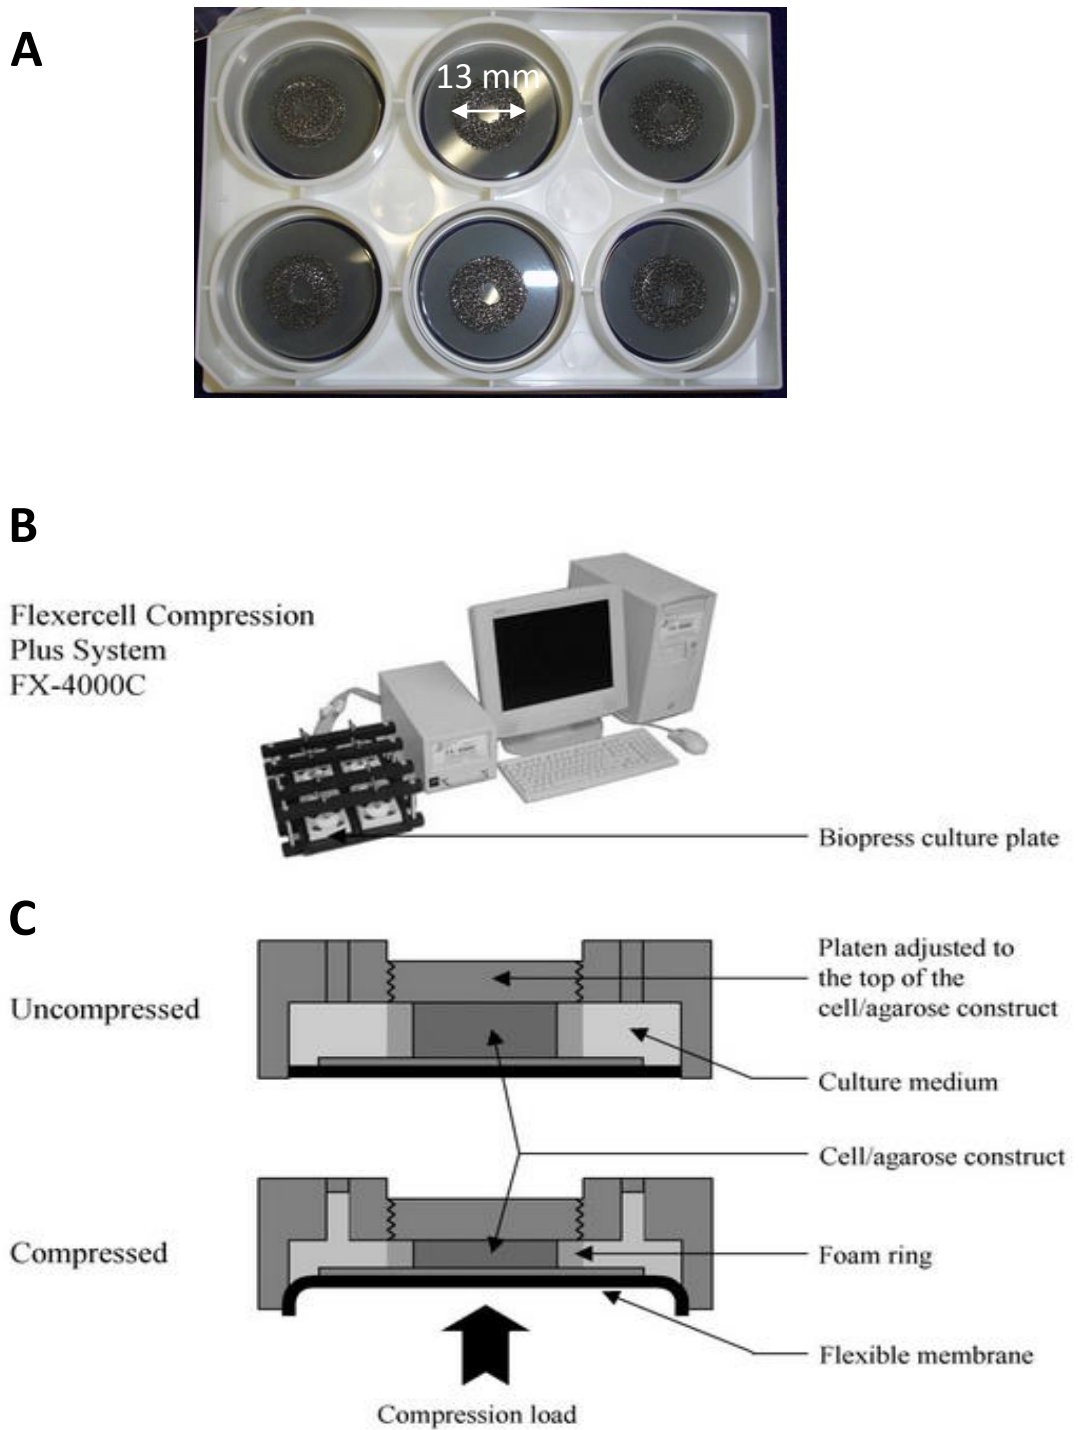 A
13 mm
B
Flexercell Compression
Plus System
FX-4000C
Biopress culture plate
C
Uncompressed
Platen adjusted to
the top of the
cell/agarose construct
Culture medium
Cell/agarose construct
Compressed
Foam ring
Flexible membrane
Compression load